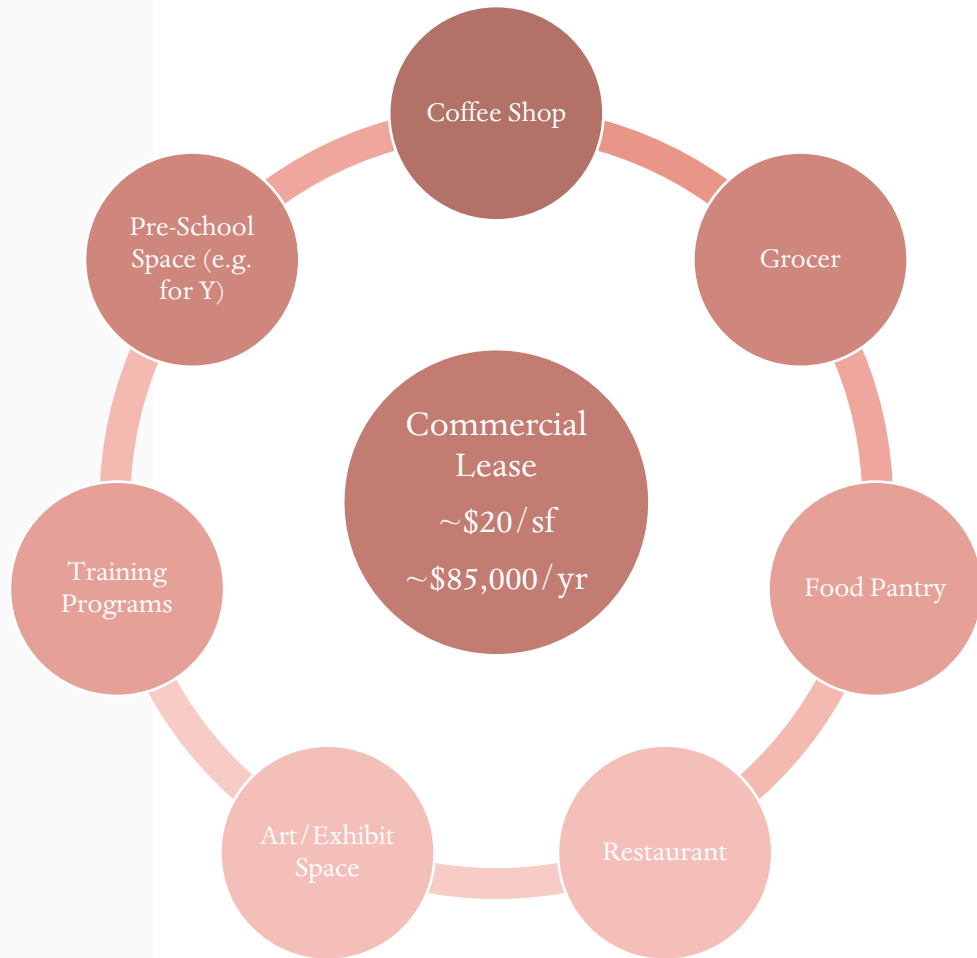 Coffee Shop
Grocer
Food Pantry
Restaurant
Art/Exhibit
Space
Training
Programs
Pre-School
Space (e.g.
for Y)
Commercial
Lease
~$20/sf
~$85,000/yr